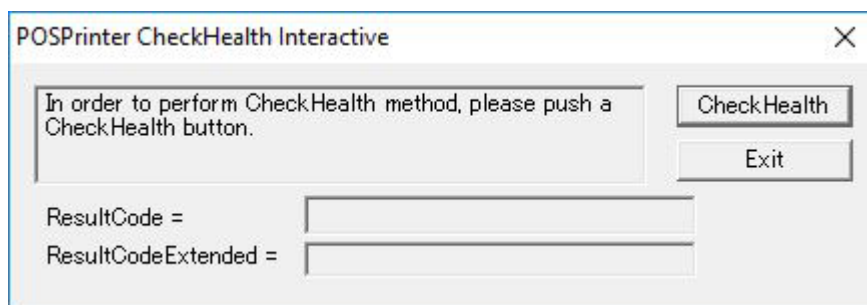 POSPrinter CheckHealth Interactive
In order to perform CheckHealth method, please push a
CheckHealth button.
CheckHealth
Exit
ResultCode =
ResultCodeExtended =